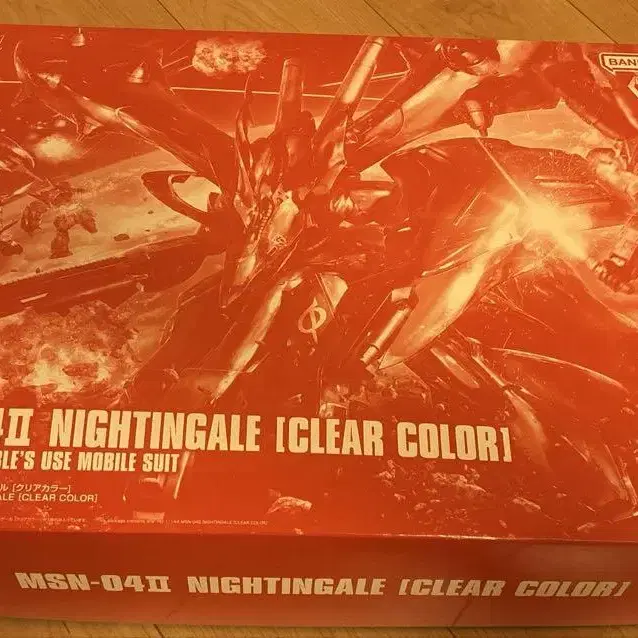 BAN
4II NIGHTINGALE [CLEAR COLOR]
BLE'S USE MOBILE SUIT
ル [クリアカラー]
ALE [CLEAR COLOR]
MSN-04II NIGHTINGALE [CLEAR COLOR]